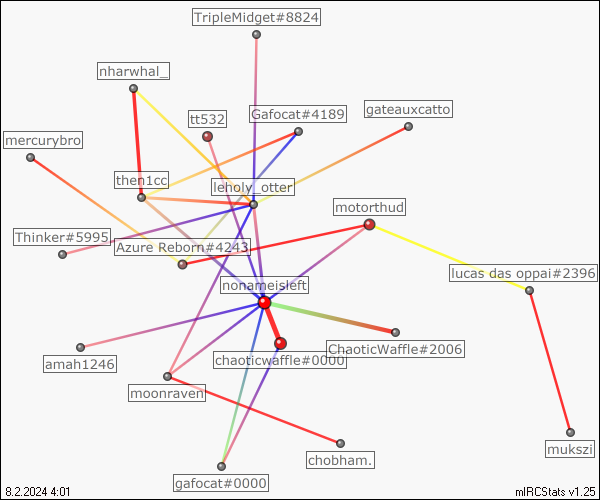 TripleMidget#8824
nharwhal_
tt532
Gafocat#4189
gateauxcatto
mercurybro
then1cc
leholy_otter
motorthud
Thinker#5995
Azure Reborn#4243
lucas das oppai#2396
nonameisleft
chaoticwaffle#0000
ChaoticWaffle#2006
amah1246
moonraven
mukszi
chobham.
gafocat#0000
8.2.2024 4:01
mIRCStats v1.25